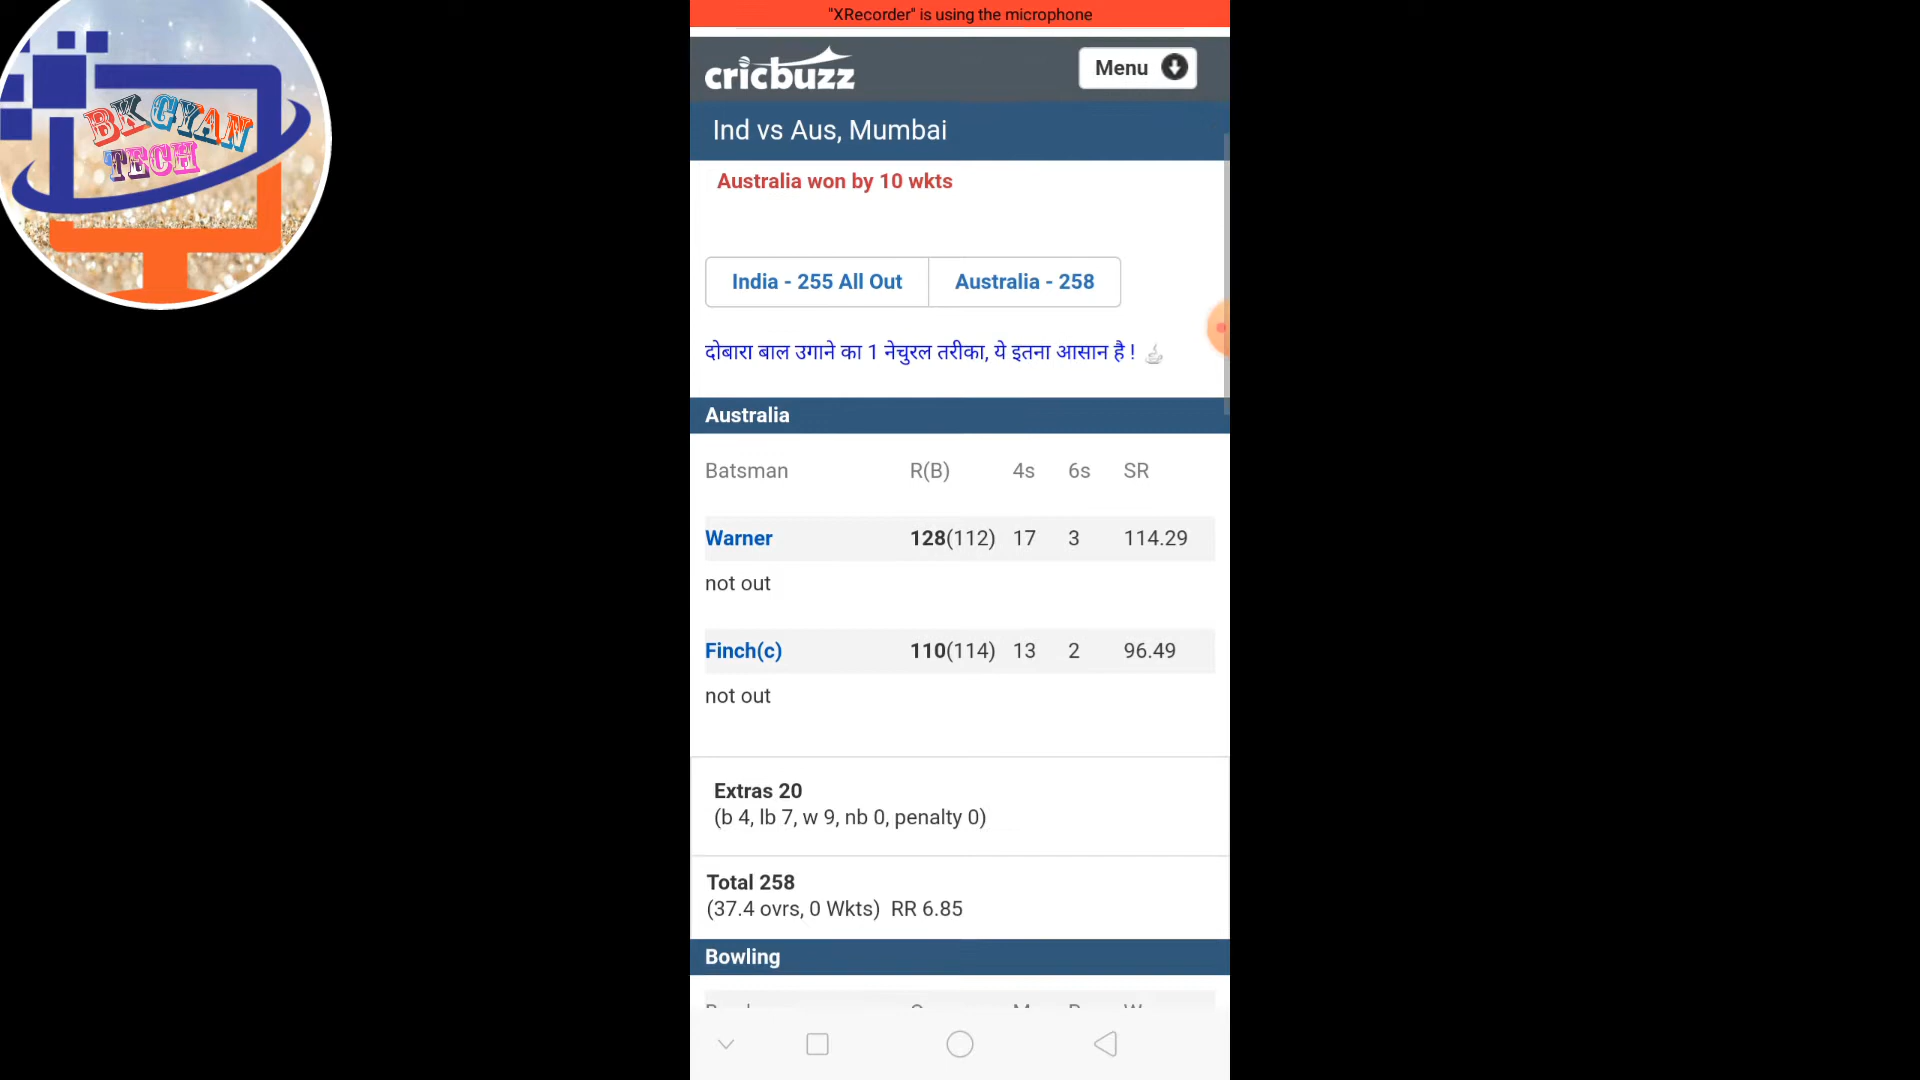 "XRecorder" is using the microphone
BK GYAN
TECH
cricbuzz
Menu
Ind vs Aus, Mumbai
Australia won by 10 wkts
India - 255 All Out
Australia - 258
दोबारा बाल उगाने का 1 नेचुरल तरीका, ये इतना आसान है !
Australia
Batsman R(B) 4s 6s SR
Warner 128(112) 17 3 114.29
not out
Finch(c) 110(114) 13 2 96.49
not out
Extras 20
(b 4, lb 7, w 9, nb 0, penalty 0)
Total 258
(37.4 ovrs, 0 Wkts) RR 6.85
Bowling